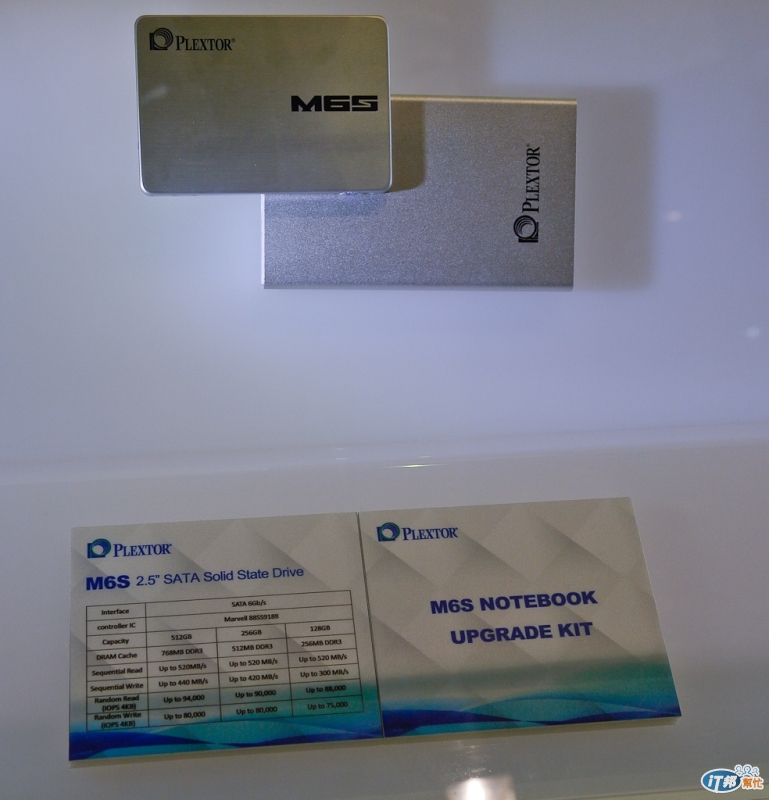 PLEXTOR®
M6S
PLEXTOR®
PLEXTOR®
M6S 2.5” SATA Solid State Drive
Interface SATA 6Gb/s
controller IC Marvell 88SS9188
Capacity 512GB 256GB 128GB
DRAM Cache 768MB DDR3 512MB DDR3 256MB DDR3
Sequential Read Up to 520MB/s Up to 520 MB/s Up to 520 MB/s
Sequential Write Up to 440 MB/s Up to 420 MB/s Up to 300 MB/s
Random Read (IOPS 4KB) Up to 94,000 Up to 90,000 Up to 88,000
Random Write (IOPS 4KB) Up to 80,000 Up to 80,000 Up to 75,000
PLEXTOR®
M6S NOTEBOOK
UPGRADE KIT
iT邦幫忙